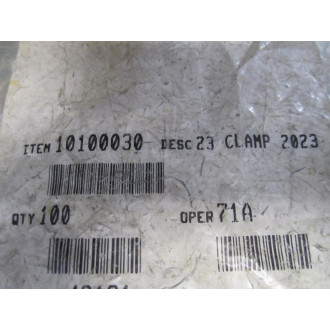 ITEM 10100030 DESC 23 CLAMP 2023
QTY 100 OPER 71A